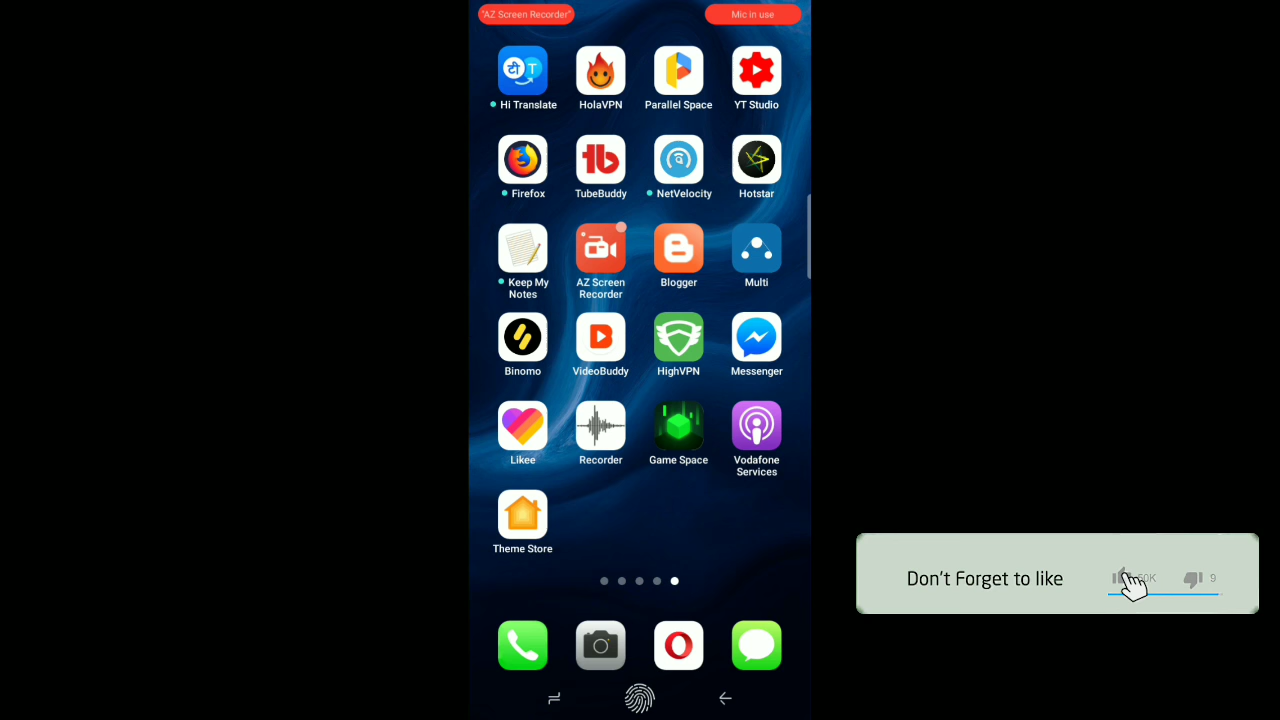 "AZ Screen Recorder"
Mic in use
टी T
Hi Translate
HolaVPN
Parallel Space
YT Studio
tb
Firefox
TubeBuddy
NetVelocity
Hotstar
Keep My
Notes
AZ Screen
Recorder
Blogger
Multi
Binomo
VideoBuddy
HighVPN
Messenger
Likee
Recorder
Game Space
Vodafone
Services
Theme Store
Don't Forget to like
9